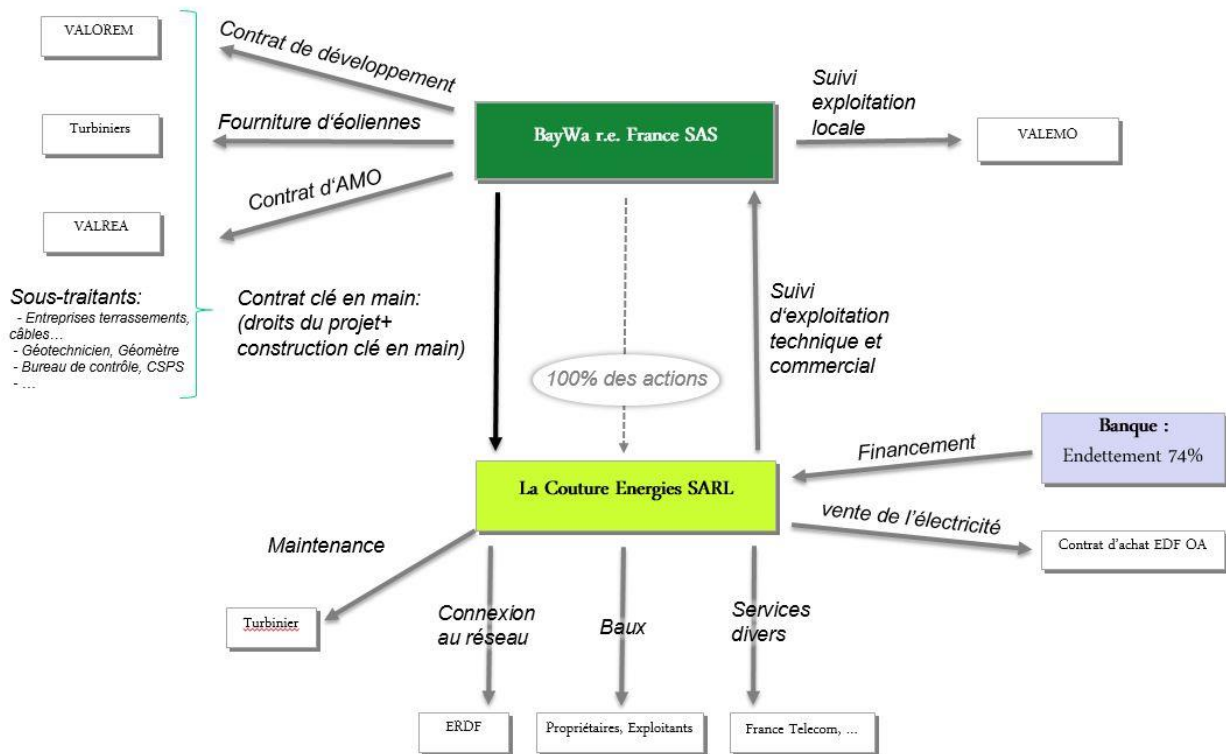 VALOREM
Contrat de développement
Turbiniers
Fourniture d'éoliennes
BayWa r.e. France SAS
Suivi
exploitation
locale
VALEMO
VALREA
Contrat d'AMO
Sous-traitants:
- Entreprises terrassements,
câbles…
- Géotechnicien, Géomètre
- Bureau de contrôle, CSPS
- …
Contrat clé en main:
(droits du projet+
construction clé en main)
100% des actions
Suivi
d'exploitation
technique et
commercial
Banque :
Endettement 74%
Financement
La Couture Energies SARL
vente de l'électricité
Contrat d'achat EDF OA
Maintenance
Turbinier
Connexion
au réseau
Baux
Services
divers
ERDF
Propriétaires, Exploitants
France Telecom, ...